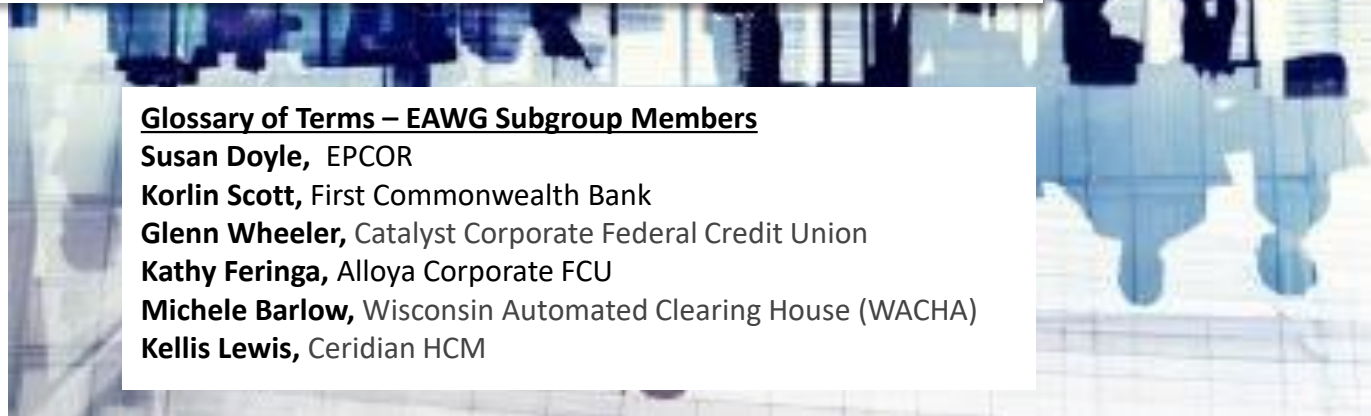 Glossary of Terms – EAWG Subgroup Members
Susan Doyle, EPCOR
Korlin Scott, First Commonwealth Bank
Glenn Wheeler, Catalyst Corporate Federal Credit Union
Kathy Feringa, Alloya Corporate FCU
Michele Barlow, Wisconsin Automated Clearing House (WACHA)
Kellis Lewis, Ceridian HCM